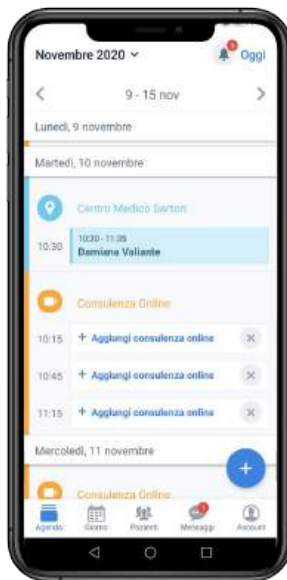 Novembre 2020
Oggi
9 - 15 nov
Lunedì, 9 novembre
Martedì, 10 novembre
Centro Medico Sartori
10:30
10:30 - 11:35
Damiana Valiante
Consulenza Online
10:15 + Aggiungi consulenza online
10:45 + Aggiungi consulenza online
11:15 + Aggiungi consulenza online
Mercoledì, 11 novembre
Consulenza Online
Agenda Giorno Pazienti Messaggi Account